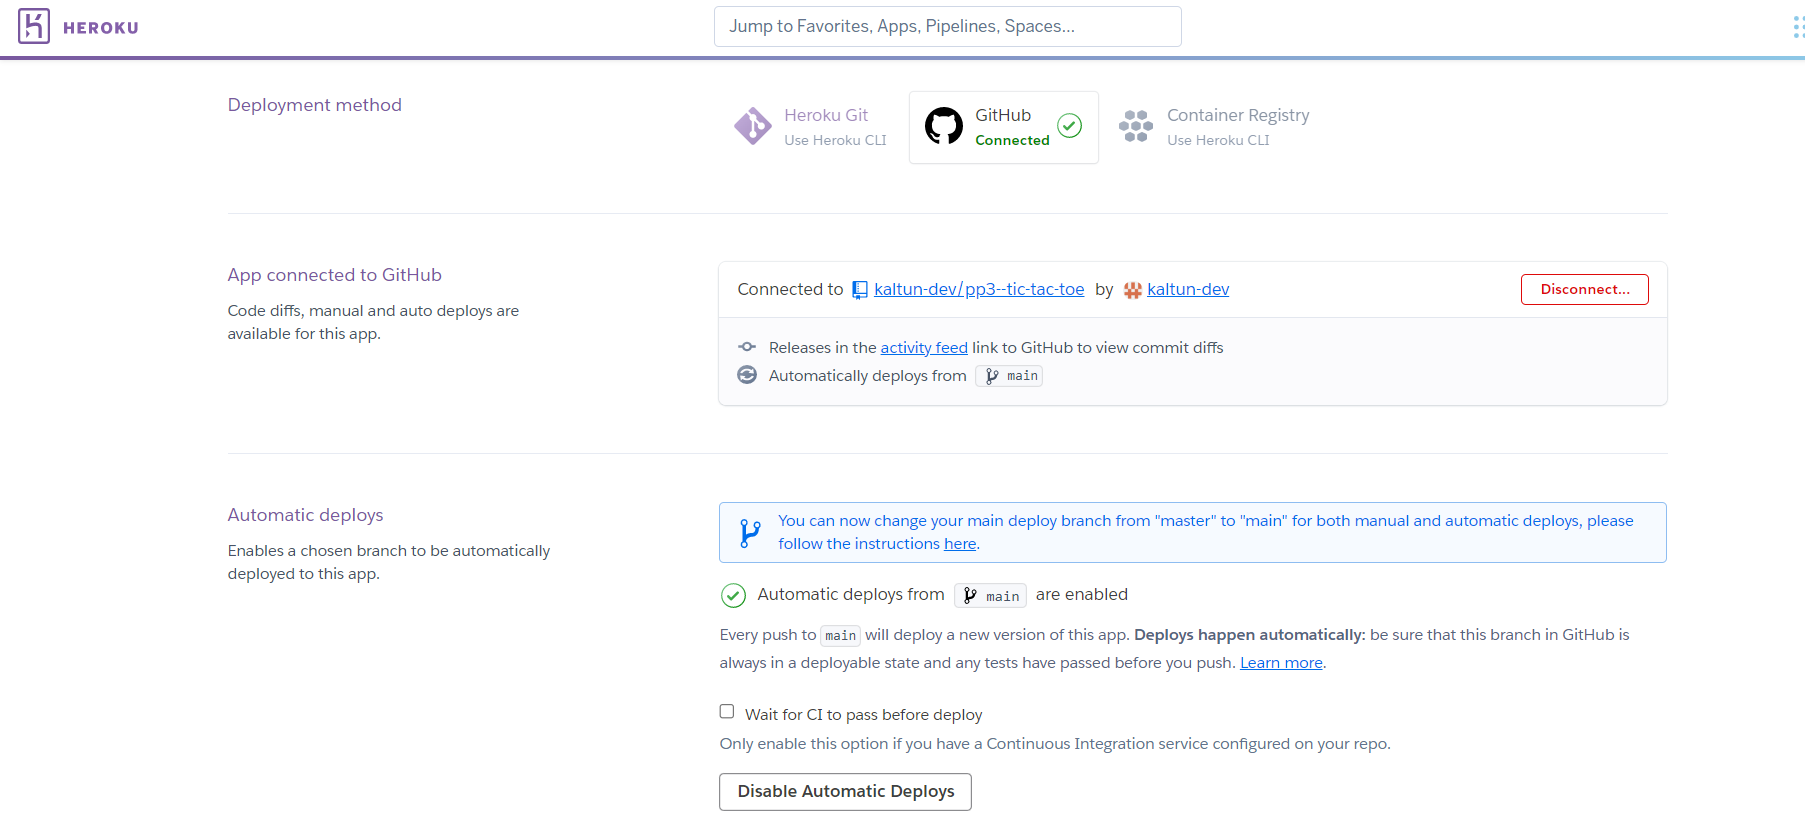 HEROKU
Jump to Favorites, Apps, Pipelines, Spaces...
Deployment method
Heroku Git
Use Heroku CLI
GitHub
Connected
Container Registry
Use Heroku CLI
App connected to GitHub
Code diffs, manual and auto deploys are
available for this app.
Connected to kaltun-dev/pp3--tic-tac-toe by kaltun-dev
Disconnect...
Releases in the activity feed link to GitHub to view commit diffs
Automatically deploys from main
Automatic deploys
Enables a chosen branch to be automatically
deployed to this app.
You can now change your main deploy branch from "master" to "main" for both manual and automatic deploys, please
follow the instructions here.
Automatic deploys from main are enabled
Every push to main will deploy a new version of this app. Deploys happen automatically: be sure that this branch in GitHub is
always in a deployable state and any tests have passed before you push. Learn more.
Wait for CI to pass before deploy
Only enable this option if you have a Continuous Integration service configured on your repo.
Disable Automatic Deploys